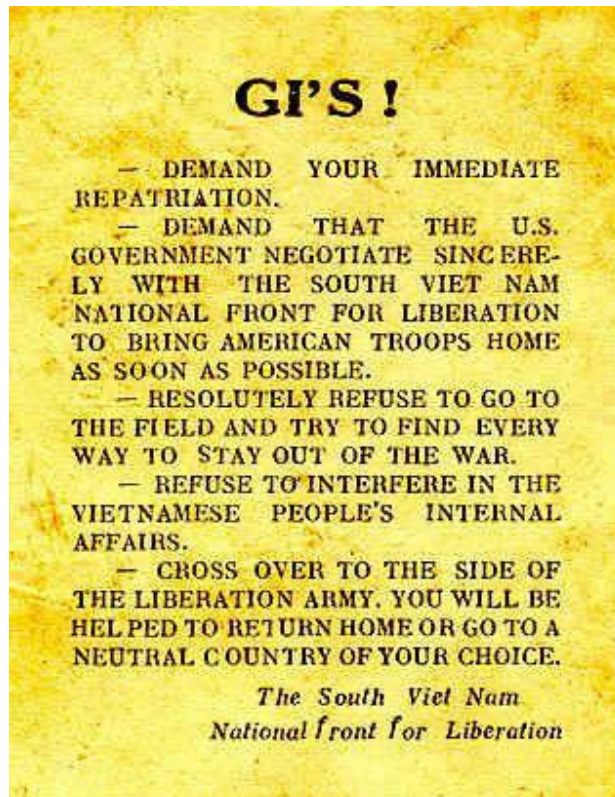 GI'S !
— DEMAND YOUR IMMEDIATE
REPATRIATION.
— DEMAND THAT THE U.S.
GOVERNMENT NEGOTIATE SINCERE-
LY WITH THE SOUTH VIET NAM
NATIONAL FRONT FOR LIBERATION
TO BRING AMERICAN TROOPS HOME
AS SOON AS POSSIBLE.
— RESOLUTELY REFUSE TO GO TO
THE FIELD AND TRY TO FIND EVERY
WAY TO STAY OUT OF THE WAR.
— REFUSE TO INTERFERE IN THE
VIETNAMESE PEOPLE'S INTERNAL
AFFAIRS.
— CROSS OVER TO THE SIDE OF
THE LIBERATION ARMY. YOU WILL BE
HELPED TO RETURN HOME OR GO TO A
NEUTRAL COUNTRY OF YOUR CHOICE.
The South Viet Nam
National front for Liberation